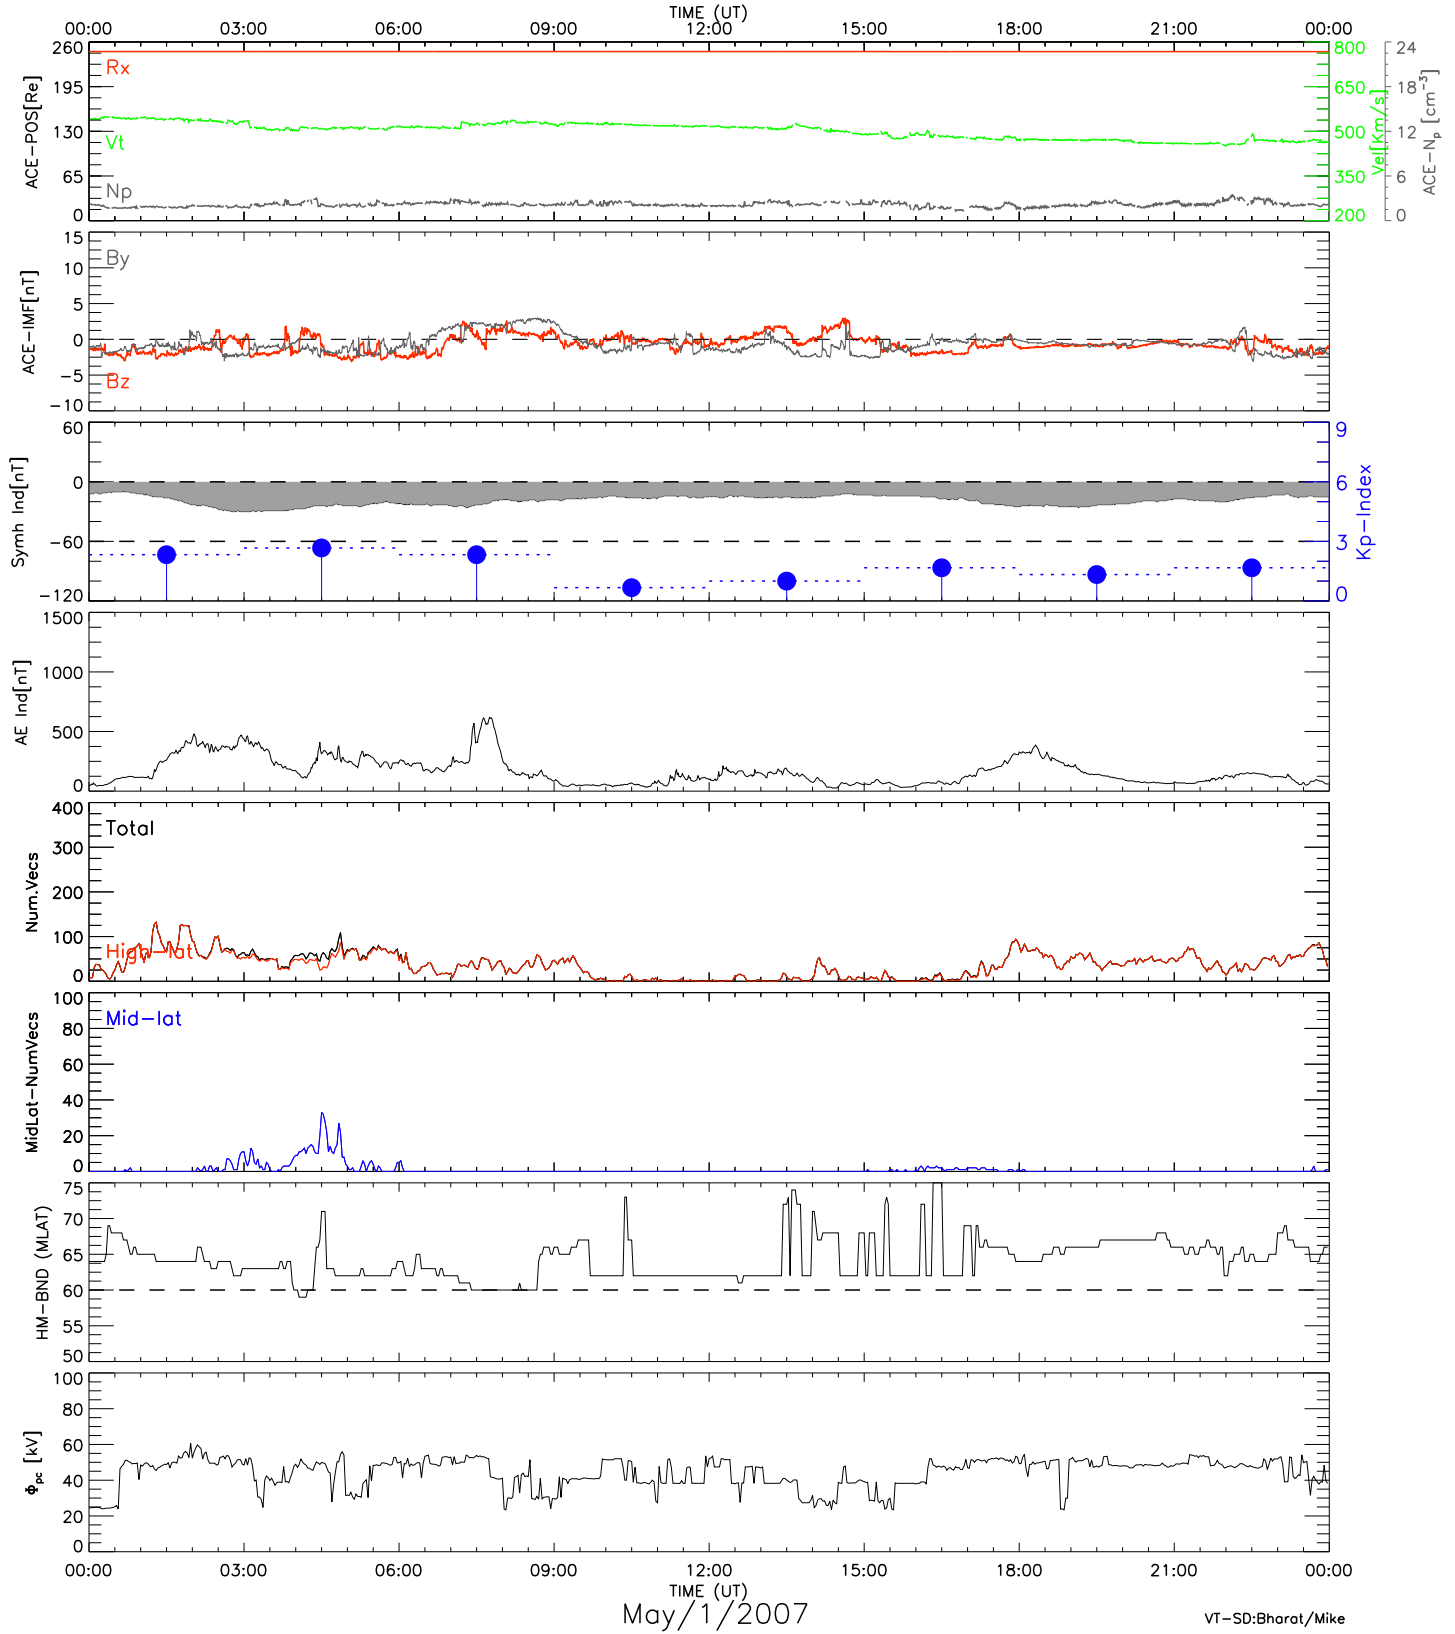 TIME (UT)
00:00 03:00 06:00 09:00 12:00 15:00 18:00 21:00 00:00
260 195 130 65 0
ACE-POS[Re]
Rx
Vt
Np
800 650 500 350 200
Vel[Km/s]
24 18 12 6 0
ACE-Np [cm-3]
15 10 5 0 -5 -10
ACE-IMF[nT]
By
Bz
60 0 -60 -120
Symh Ind[nT]
9 6 3 0
Kp-Index
1500 1000 500 0
AE Ind[nT]
400 300 200 100 0
Num.Vecs
Total
High-lat
100 80 60 40 20 0
MidLat-NumVecs
Mid-lat
75 70 65 60 55 50
HM-BND (MLAT)
100 80 60 40 20 0
Φpc [kV]
00:00 03:00 06:00 09:00 12:00 15:00 18:00 21:00 00:00
TIME (UT)
May/1/2007
VT-SD:Bharat/Mike